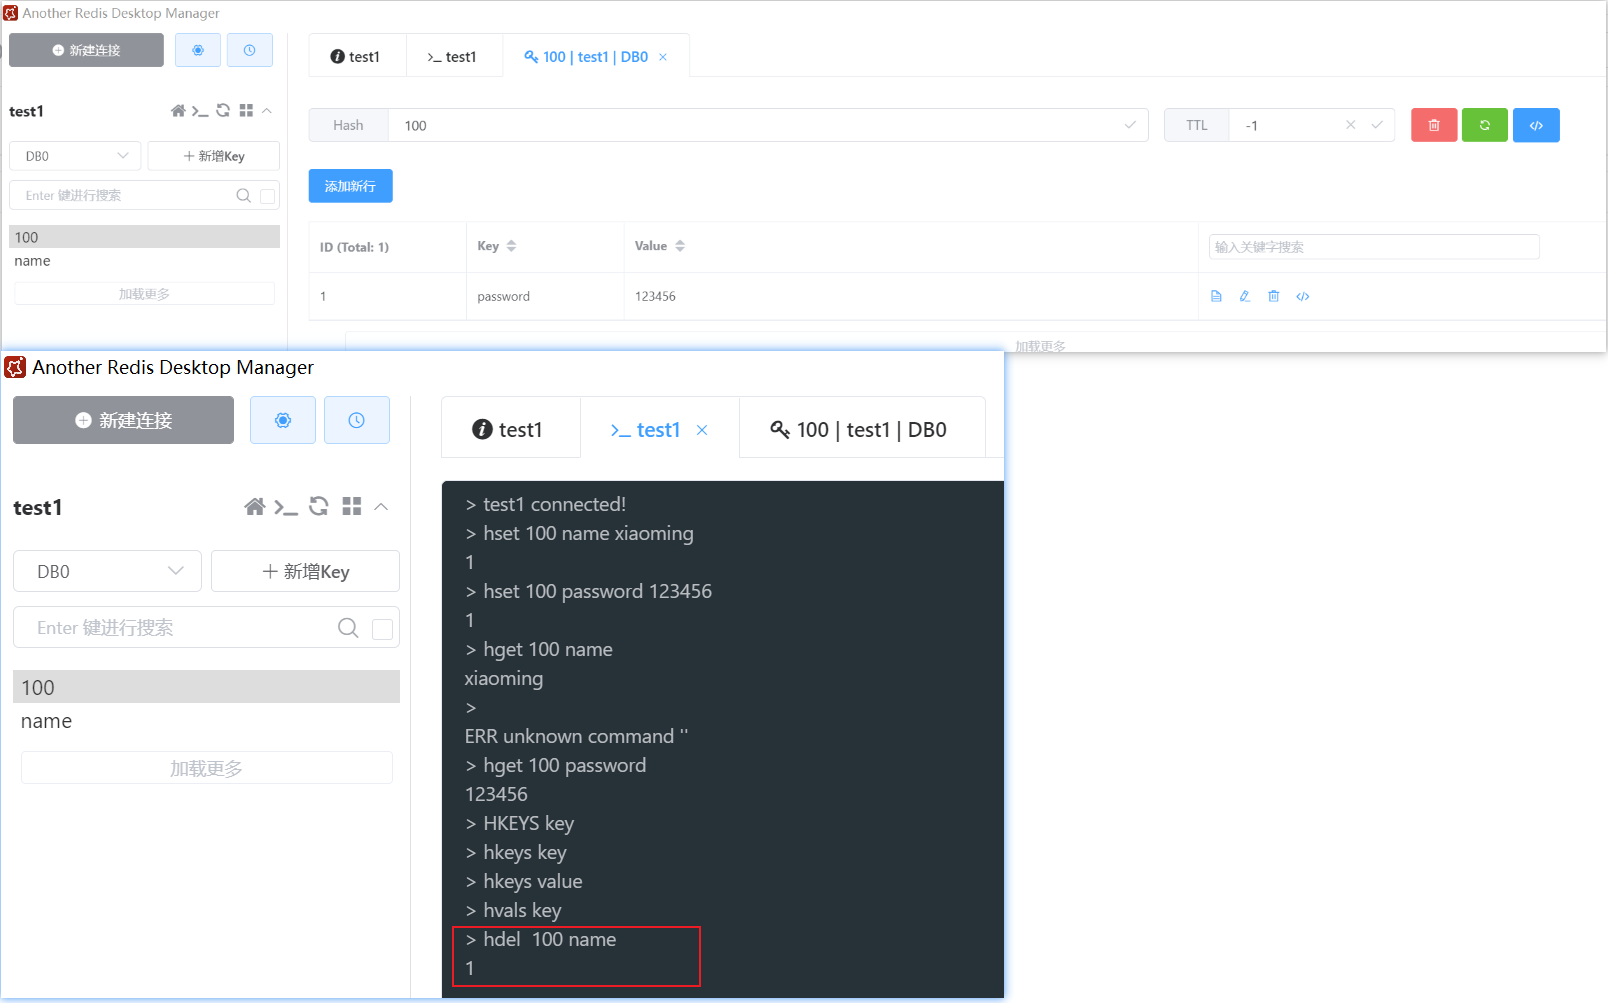 Another Redis Desktop Manager
新建连接
test1
test1
100 | test1 | DB0
test1
Hash
100
TTL
-1
DB0
新增Key
添加新行
Enter 键进行搜索
100
name
加载更多
ID (Total: 1)
Key
Value
输入关键字搜索
1
password
123456
加载更多
Another Redis Desktop Manager
新建连接
test1
test1
100 | test1 | DB0
test1
DB0
新增Key
Enter 键进行搜索
100
name
加载更多
> test1 connected!
> hset 100 name xiaoming
1
> hset 100 password 123456
1
> hget 100 name
xiaoming
>
ERR unknown command ''
> hget 100 password
123456
> HKEYS key
> hkeys key
> hkeys value
> hvals key
> hdel  100 name
1